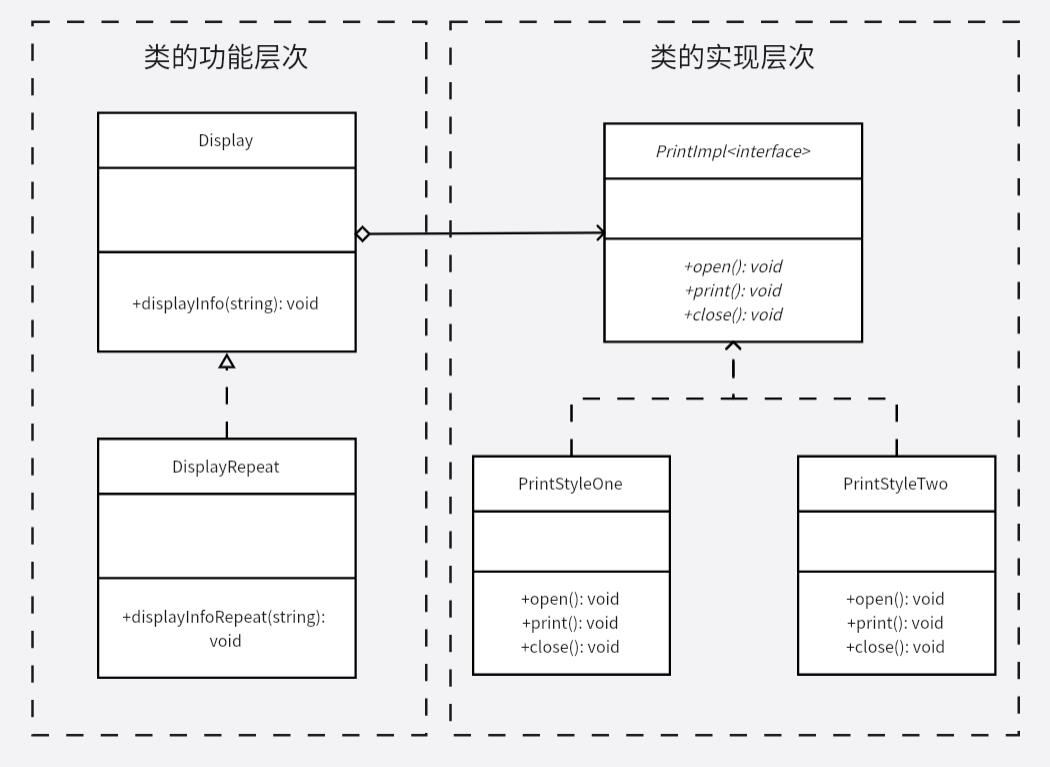 类的功能层次
Display
+displayInfo(string): void
DisplayRepeat
+displayInfoRepeat(string):
void
类的实现层次
PrintImpl<interface>
+open(): void
+print(): void
+close(): void
PrintStyleOne
+open(): void
+print(): void
+close(): void
PrintStyleTwo
+open(): void
+print(): void
+close(): void